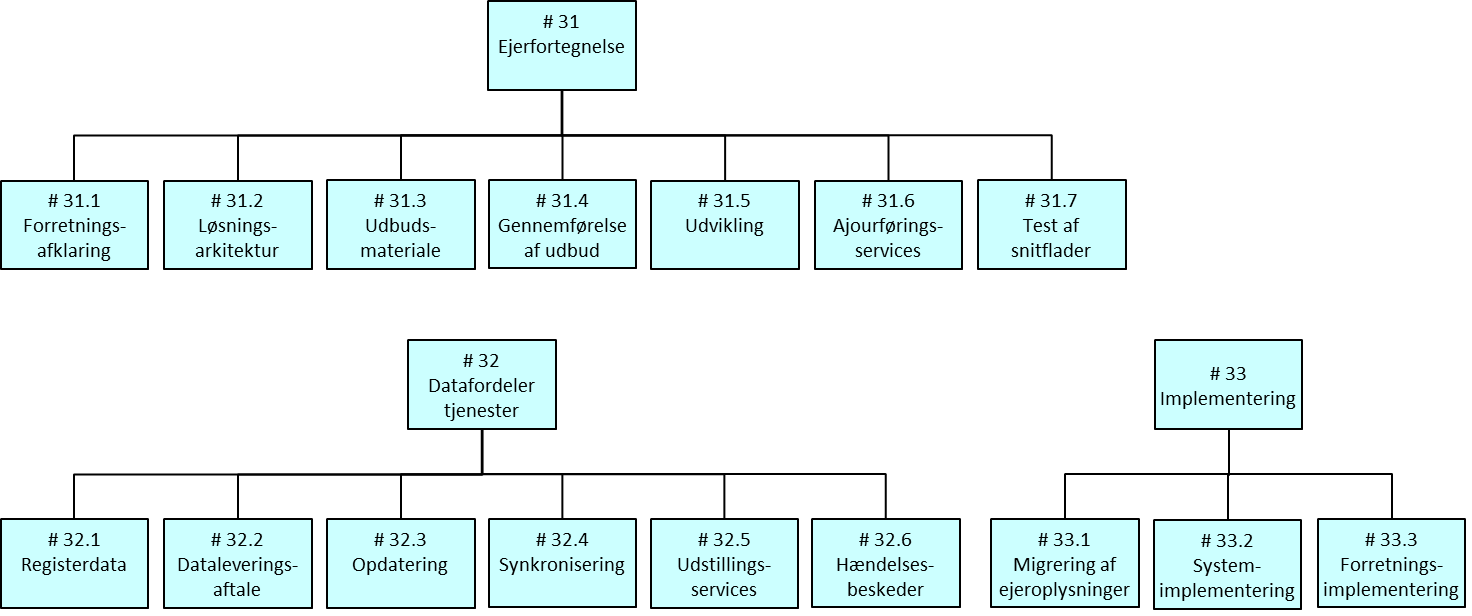 # 31
Ejerfortegnelse
# 31.1
Forretnings-
afklaring
# 31.2
Løsnings-
arkitektur
# 31.3
Udbuds-
materiale
# 31.4
Gennemførelse
af udbud
# 31.5
Udvikling
# 31.6
Ajourførings-
services
# 31.7
Test af
snitflader
# 32
Datafordeler
tjenester
# 32.1
Registerdata
# 32.2
Dataleverings-
aftale
# 32.3
Opdatering
# 32.4
Synkronisering
# 32.5
Udstillings-
services
# 32.6
Hændelses-
beskeder
# 33
Implementering
# 33.1
Migrering af
ejeroplysninger
# 33.2
System-
implementering
# 33.3
Forretnings-
implementering